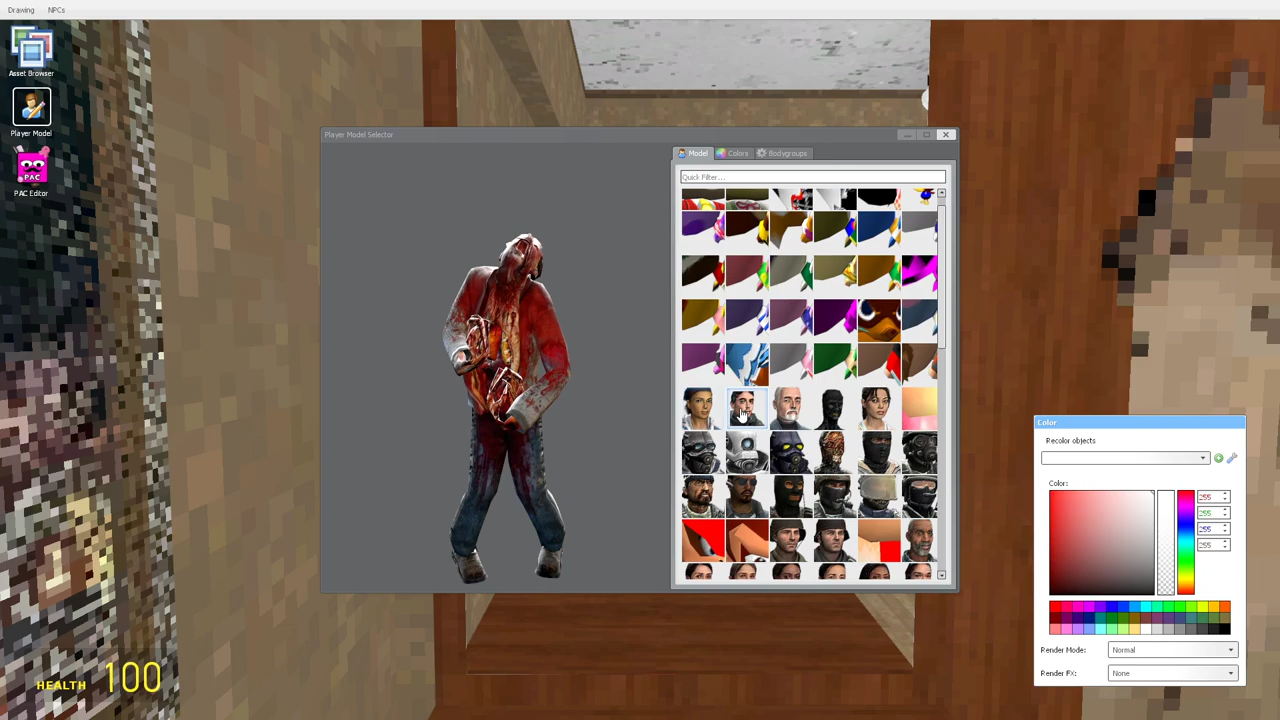 Drawing NPCs
Asset Browser
Player Model
PAC
PAC Editor
Player Model Selector
Model Colors Bodygroups
Quick Filter...
Color
Recolor objects
Color:
255
255
255
255
Render Mode: Normal
Render FX: None
HEALTH 100